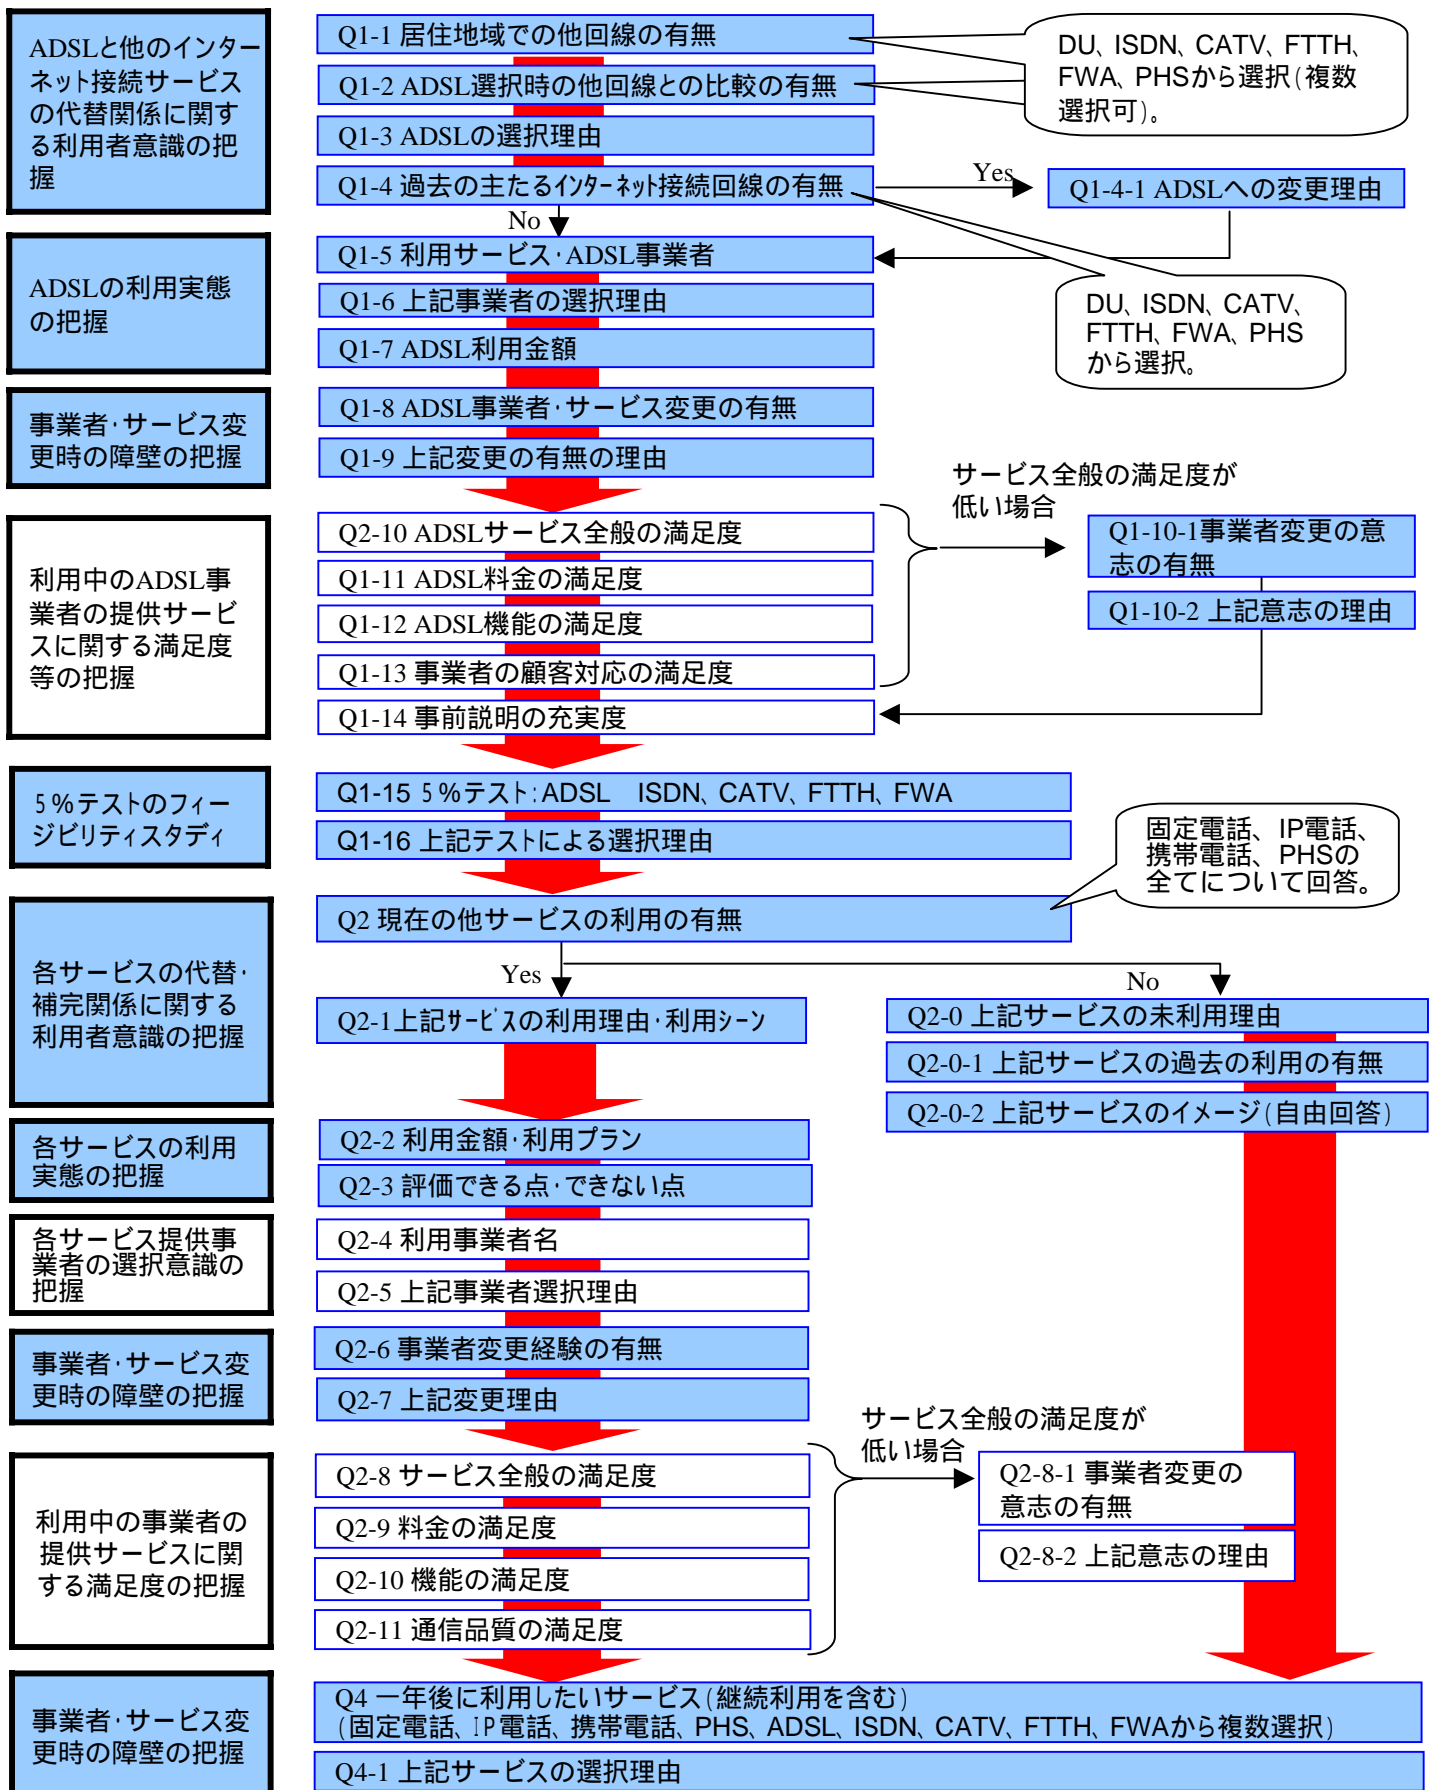 ADSLと他のインター
ネット接続サービス
の代替関係に関す
る利用者意識の把
握
Q1-1 居住地域での他回線の有無
Q1-2 ADSL選択時の他回線との比較の有無
Q1-3 ADSLの選択理由
Q1-4 過去の主たるインターネット接続回線の有無
DU、ISDN、CATV、FTTH、
FWA、PHSから選択(複数
選択可)。
Yes
Q1-4-1 ADSLへの変更理由
No
ADSLの利用実態
の把握
Q1-5 利用サービス・ADSL事業者
Q1-6 上記事業者の選択理由
Q1-7 ADSL利用金額
DU、ISDN、CATV、
FTTH、FWA、PHS
から選択。
事業者・サービス変
更時の障壁の把握
Q1-8 ADSL事業者・サービス変更の有無
Q1-9 上記変更の有無の理由
サービス全般の満足度が
低い場合
利用中のADSL事
業者の提供サービ
スに関する満足度
等の把握
Q2-10 ADSLサービス全般の満足度
Q1-11 ADSL料金の満足度
Q1-12 ADSL機能の満足度
Q1-13 事業者の顧客対応の満足度
Q1-14 事前説明の充実度
Q1-10-1事業者変更の意
志の有無
Q1-10-2 上記意志の理由
5%テストのフィー
ジビリティスタディ
Q1-15 5%テスト:ADSL ISDN、CATV、FTTH、FWA
Q1-16 上記テストによる選択理由
固定電話、IP電話、
携帯電話、PHSの
全てについて回答。
各サービスの代替・
補完関係に関する
利用者意識の把握
Q2 現在の他サービスの利用の有無
Yes
No
Q2-1上記サービスの利用理由・利用シーン
Q2-0 上記サービスの未利用理由
Q2-0-1 上記サービスの過去の利用の有無
Q2-0-2 上記サービスのイメージ(自由回答)
各サービスの利用
実態の把握
Q2-2 利用金額・利用プラン
Q2-3 評価できる点・できない点
各サービス提供事
業者の選択意識の
把握
Q2-4 利用事業者名
Q2-5 上記事業者選択理由
事業者・サービス変
更時の障壁の把握
Q2-6 事業者変更経験の有無
Q2-7 上記変更理由
サービス全般の満足度が
低い場合
利用中の事業者の
提供サービスに関
する満足度の把握
Q2-8 サービス全般の満足度
Q2-9 料金の満足度
Q2-10 機能の満足度
Q2-11 通信品質の満足度
Q2-8-1 事業者変更の
意志の有無
Q2-8-2 上記意志の理由
事業者・サービス変
更時の障壁の把握
Q4 一年後に利用したいサービス(継続利用を含む)
(固定電話、IP電話、携帯電話、PHS、ADSL、ISDN、CATV、FTTH、FWAから複数選択)
Q4-1 上記サービスの選択理由